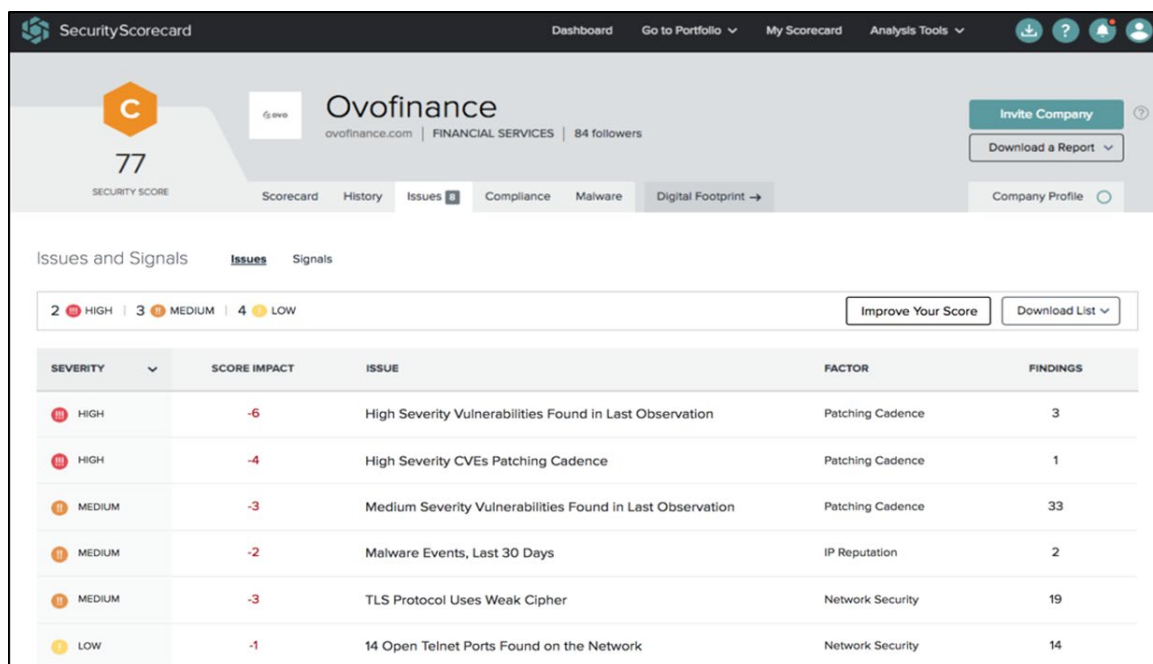 SecurityScorecard Dashboard Go to Portfolio My Scorecard Analysis Tools ?
C
77
SECURITY SCORE
ovo
Ovofinance
ovofinance.com | FINANCIAL SERVICES | 84 followers
Invite Company ?
Download a Report
Scorecard History Issues 8 Compliance Malware Digital Footprint → Company Profile
Issues and Signals Issues Signals
2 !!! HIGH | 3 !! MEDIUM | 4 ! LOW Improve Your Score Download List
SEVERITY SCORE IMPACT ISSUE FACTOR FINDINGS
!!! HIGH -6 High Severity Vulnerabilities Found in Last Observation Patching Cadence 3
!!! HIGH -4 High Severity CVEs Patching Cadence Patching Cadence 1
!! MEDIUM -3 Medium Severity Vulnerabilities Found in Last Observation Patching Cadence 33
!! MEDIUM -2 Malware Events, Last 30 Days IP Reputation 2
!! MEDIUM -3 TLS Protocol Uses Weak Cipher Network Security 19
! LOW -1 14 Open Telnet Ports Found on the Network Network Security 14